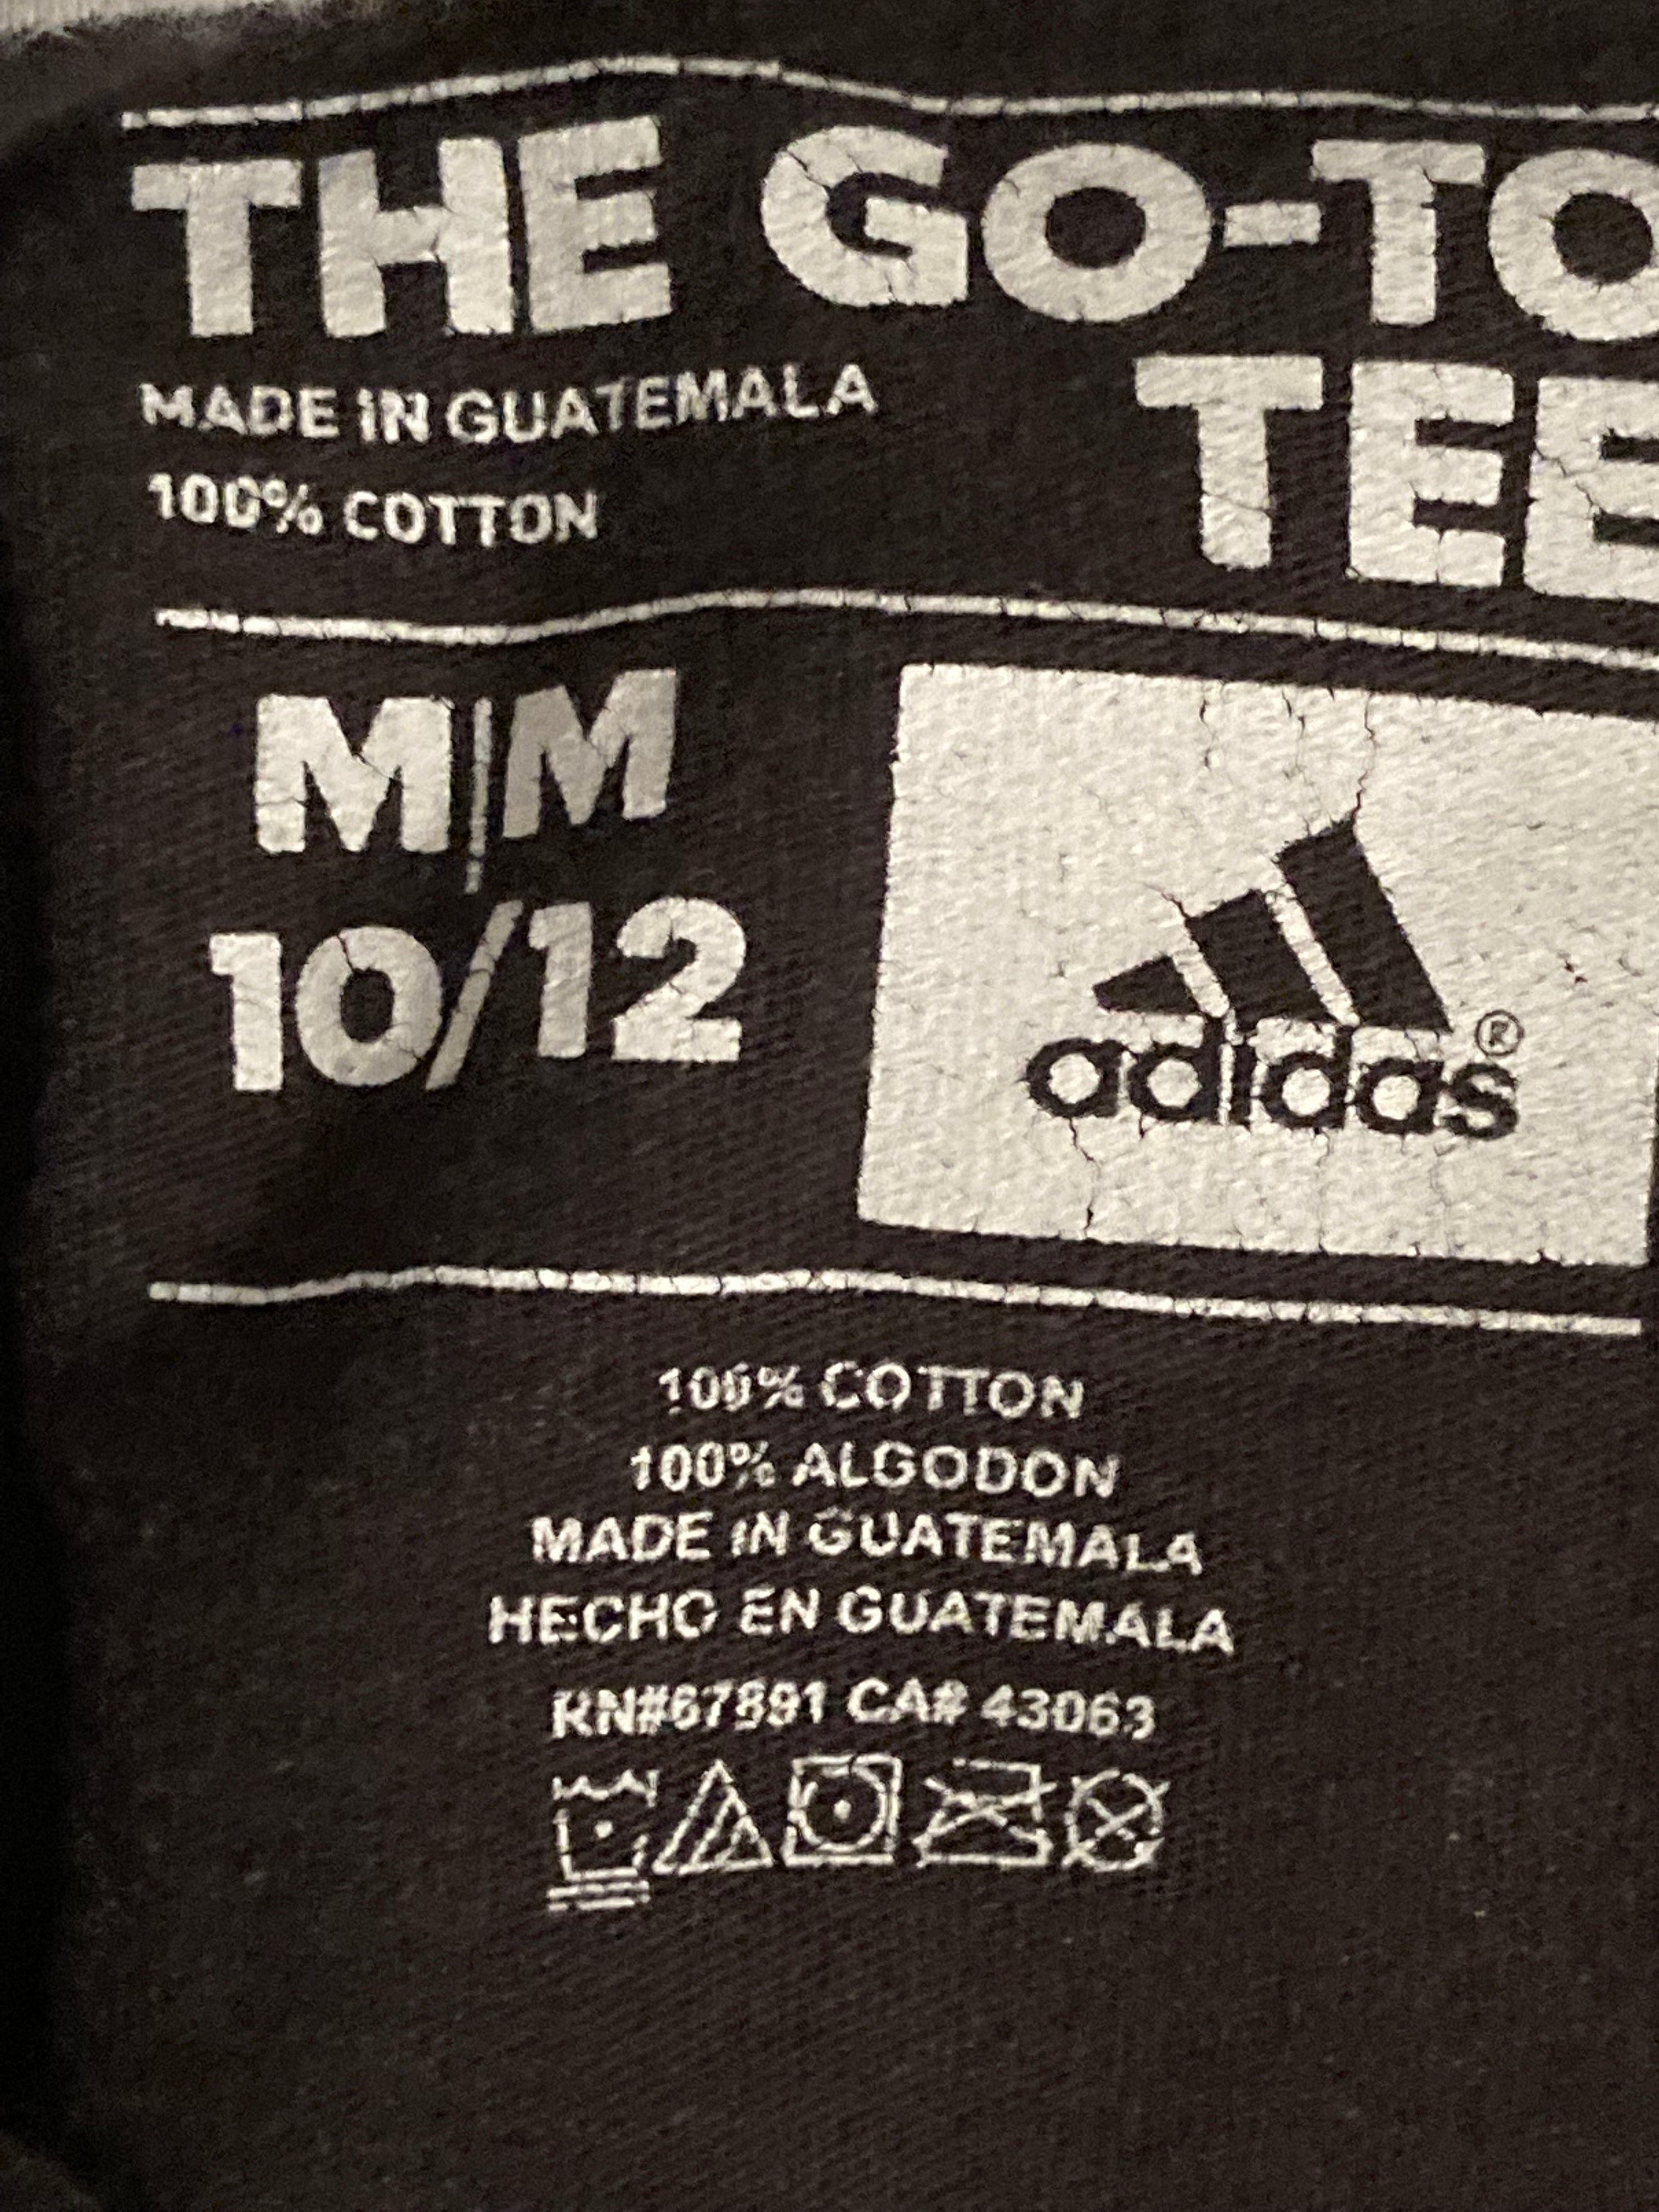 THE GO-TO
TEE
MADE IN GUATEMALA
100% COTTON
M|M
10/12
adidas®
100% COTTON
100% ALGODON
MADE IN GUATEMALA
HECHO EN GUATEMALA
RN#67891 CA# 43063